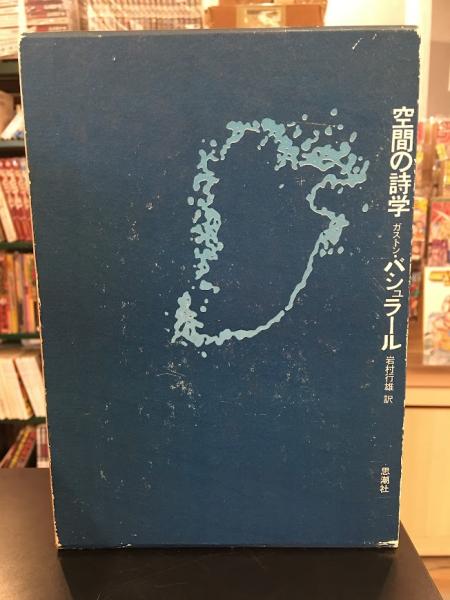 空間の詩学
ガストン・バシュラール
岩村行雄 訳
思潮社